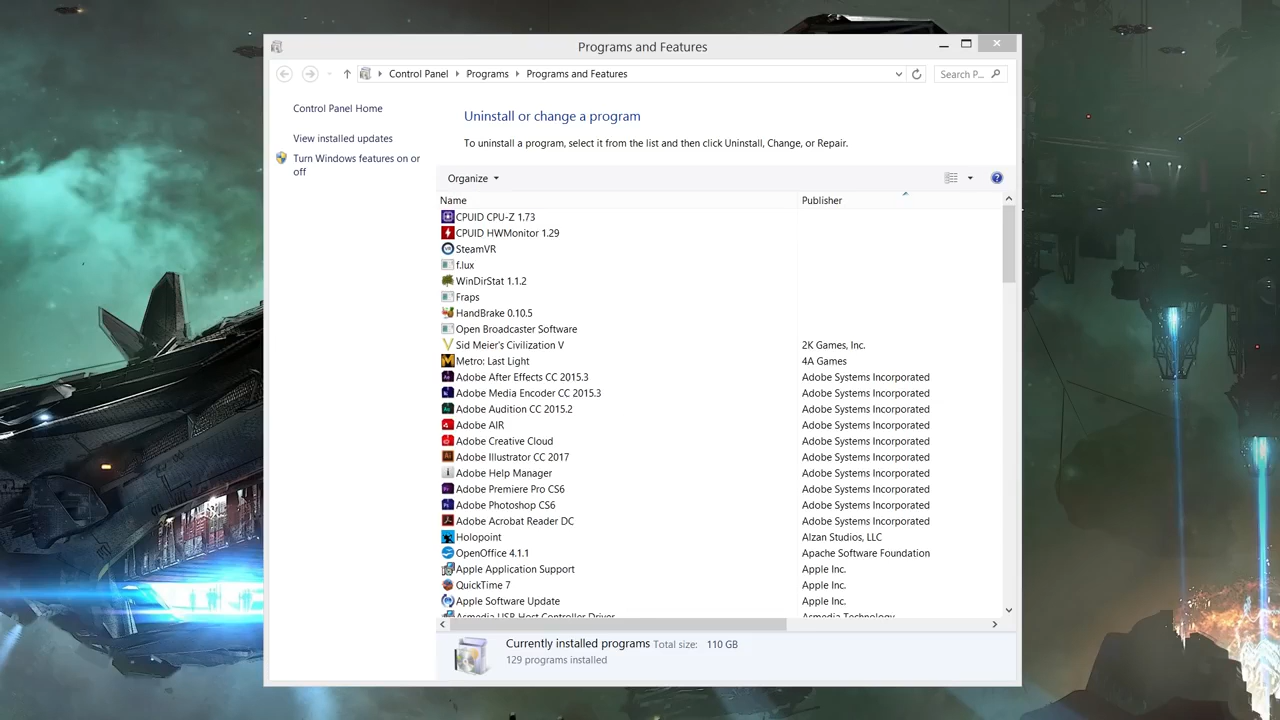 Programs and Features
Control Panel Programs Programs and Features
Search P...
Control Panel Home
View installed updates
Turn Windows features on or
off
Uninstall or change a program
To uninstall a program, select it from the list and then click Uninstall, Change, or Repair.
Organize
Name Publisher
CPUID CPU-Z 1.73
CPUID HWMonitor 1.29
SteamVR
f.lux
WinDirStat 1.1.2
Fraps
HandBrake 0.10.5
Open Broadcaster Software
Sid Meier's Civilization V 2K Games, Inc.
Metro: Last Light 4A Games
Adobe After Effects CC 2015.3 Adobe Systems Incorporated
Adobe Media Encoder CC 2015.3 Adobe Systems Incorporated
Adobe Audition CC 2015.2 Adobe Systems Incorporated
Adobe AIR Adobe Systems Incorporated
Adobe Creative Cloud Adobe Systems Incorporated
Adobe Illustrator CC 2017 Adobe Systems Incorporated
Adobe Help Manager Adobe Systems Incorporated
Adobe Premiere Pro CS6 Adobe Systems Incorporated
Adobe Photoshop CS6 Adobe Systems Incorporated
Adobe Acrobat Reader DC Adobe Systems Incorporated
Holopoint Alzan Studios, LLC
OpenOffice 4.1.1 Apache Software Foundation
Apple Application Support Apple Inc.
QuickTime 7 Apple Inc.
Apple Software Update Apple Inc.
Asmedia USB Host Controller Driver Asmedia Technology
Currently installed programs Total size: 110 GB
129 programs installed